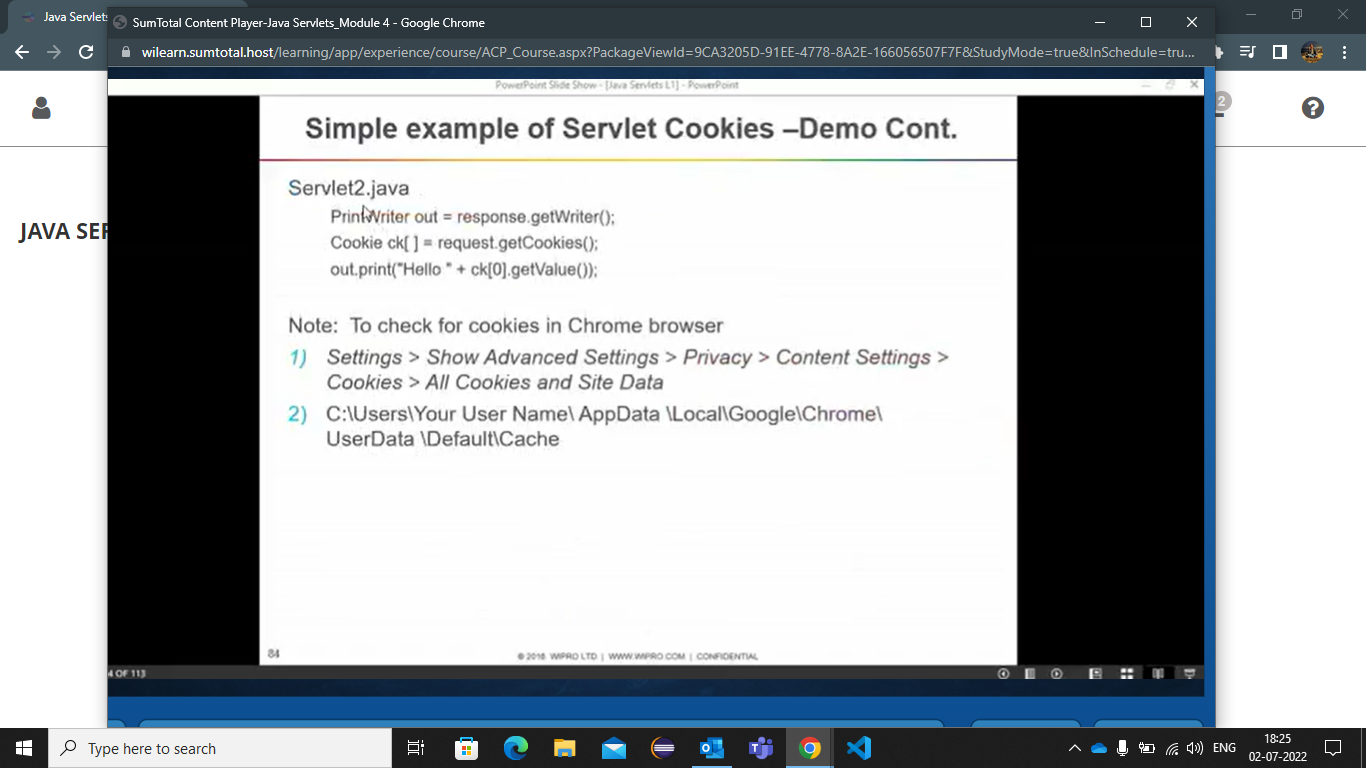 Java Servlets
SumTotal Content Player-Java Servlets_Module 4 - Google Chrome
wilearn.sumtotal.host/learning/app/experience/course/ACP_Course.aspx?PackageViewId=9CA3205D-91EE-4778-8A2E-166056507F7F&StudyMode=true&InSchedule=tru...
PowerPoint Slide Show - [Java Servlets L1] - PowerPoint
2
JAVA SER
Simple example of Servlet Cookies –Demo Cont.
Servlet2.java
PrintWriter out = response.getWriter();
Cookie ck[ ] = request.getCookies();
out.print("Hello " + ck[0].getValue());
Note: To check for cookies in Chrome browser
1) Settings > Show Advanced Settings > Privacy > Content Settings >
Cookies > All Cookies and Site Data
2) C:\Users\Your User Name\ AppData \Local\Google\Chrome\
UserData \Default\Cache
84
© 2016 WIPRO LTD | WWW.WIPRO.COM | CONFIDENTIAL
4 OF 113
Type here to search
ENG
18:25
02-07-2022